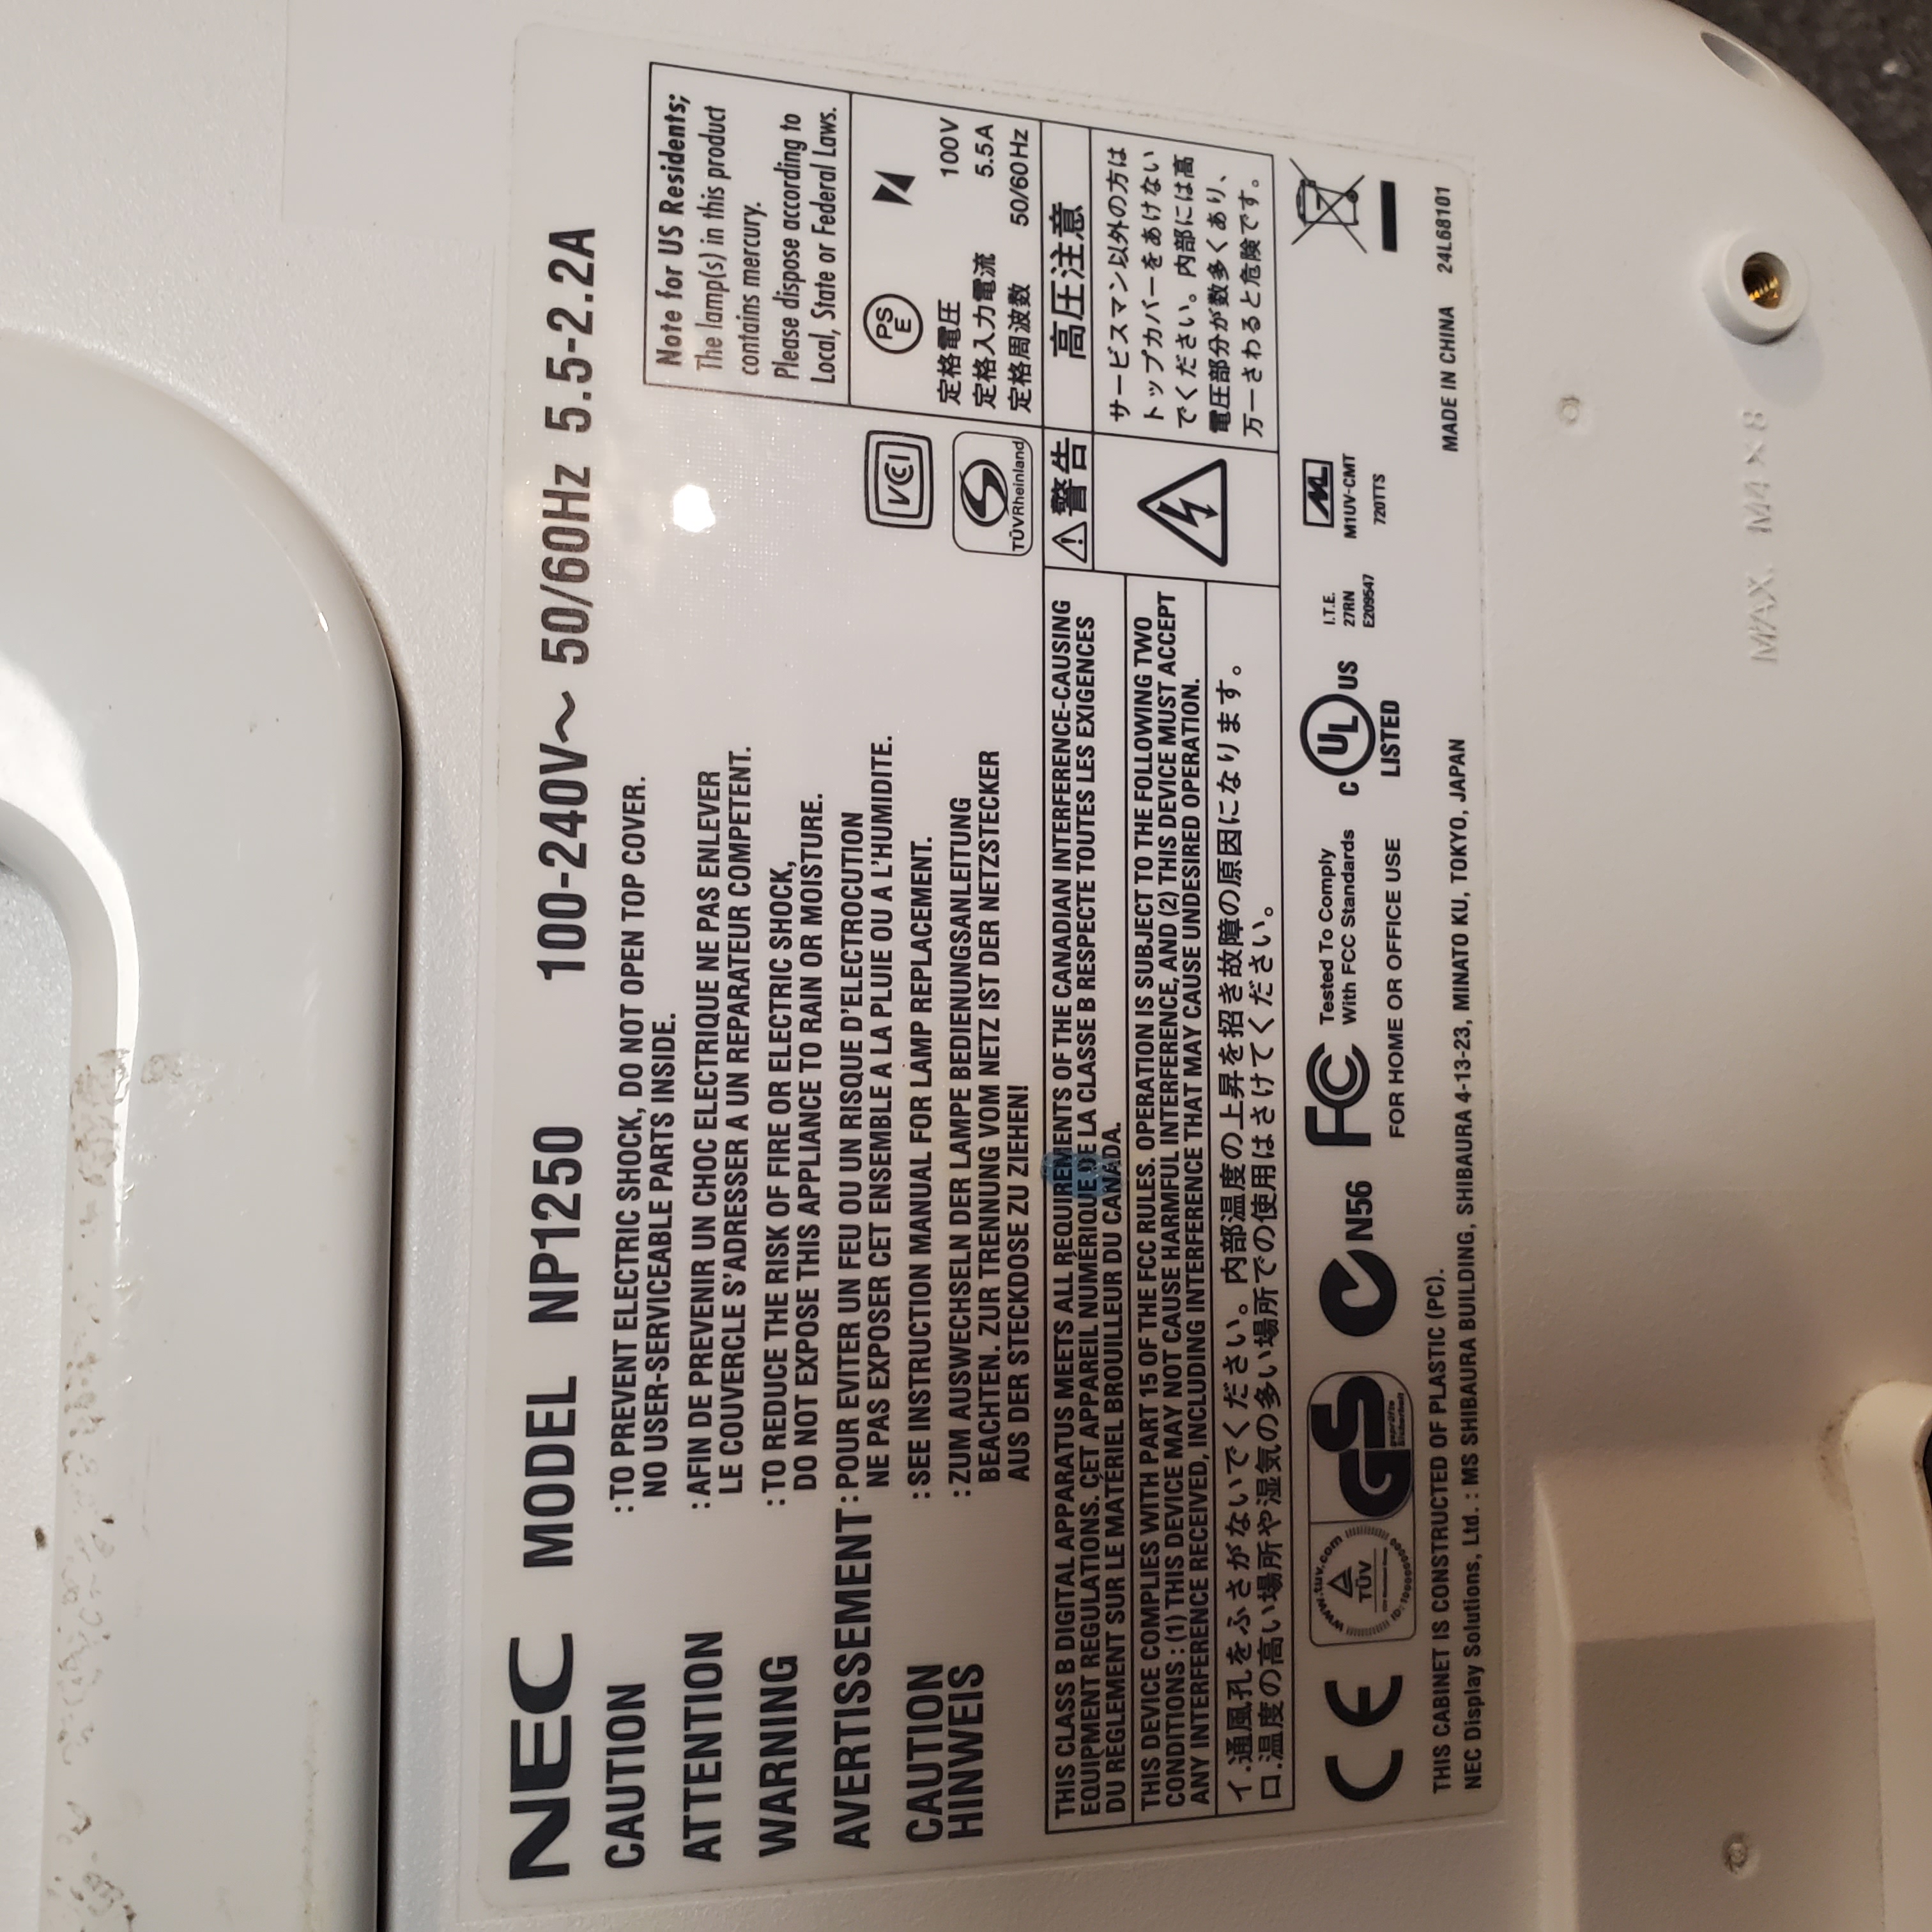 NEC MODEL NP1250 100-240V~ 50/60Hz 5.5-2.2A
CAUTION : TO PREVENT ELECTRIC SHOCK, DO NOT OPEN TOP COVER.
NO USER-SERVICEABLE PARTS INSIDE.
ATTENTION : AFIN DE PREVENIR UN CHOC ELECTRIQUE NE PAS ENLEVER
LE COUVERCLE S'ADRESSER A UN REPARATEUR COMPETENT.
WARNING : TO REDUCE THE RISK OF FIRE OR ELECTRIC SHOCK,
DO NOT EXPOSE THIS APPLIANCE TO RAIN OR MOISTURE.
AVERTISSEMENT : POUR EVITER UN FEU OU UN RISQUE D'ELECTROCUTION
NE PAS EXPOSER CET ENSEMBLE A LA PLUIE OU A L'HUMIDITE.
CAUTION : SEE INSTRUCTION MANUAL FOR LAMP REPLACEMENT.
HINWEIS : ZUM AUSWECHSELN DER LAMPE BEDIENUNGSANLEITUNG
BEACHTEN. ZUR TRENNUNG VOM NETZ IST DER NETZSTECKER
AUS DER STECKDOSE ZU ZIEHEN!
Note for US Residents;
The lamp(s) in this product
contains mercury.
Please dispose according to
Local, State or Federal Laws.
VCI
TÜVRheinland
PS
E
定格電圧 100V
定格入力電流 5.5A
定格周波数 50/60Hz
THIS CLASS B DIGITAL APPARATUS MEETS ALL REQUIREMENTS OF THE CANADIAN INTERFERENCE-CAUSING
EQUIPMENT REGULATIONS. CET APPAREIL NUMÉRIQUE DE LA CLASSE B RESPECTE TOUTES LES EXIGENCES
DU REGLEMENT SUR LE MATÉRIEL BROUILLEUR DU CANADA.
THIS DEVICE COMPLIES WITH PART 15 OF THE FCC RULES. OPERATION IS SUBJECT TO THE FOLLOWING TWO
CONDITIONS : (1) THIS DEVICE MAY NOT CAUSE HARMFUL INTERFERENCE, AND (2) THIS DEVICE MUST ACCEPT
ANY INTERFERENCE RECEIVED, INCLUDING INTERFERENCE THAT MAY CAUSE UNDESIRED OPERATION.
イ.通風孔をふさがないでください。内部温度の上昇を招き故障の原因になります。
ロ.温度の高い場所や湿気の多い場所での使用はさけてください。
警告 高圧注意
サービスマン以外の方は
トップカバーをあけない
でください。内部には高
電圧部分が数多くあり、
万一さわると危険です。
CE
www.tuv.com
TÜV
GS
geprüfte
Sicherheit
N56
FC Tested To Comply
With FCC Standards
FOR HOME OR OFFICE USE
C UL US
LISTED
I.T.E.
27RN
E209547
M1UV-CMT
720TTS
THIS CABINET IS CONSTRUCTED OF PLASTIC (PC).
NEC Display Solutions, Ltd. : MS SHIBAURA BUILDING, SHIBAURA 4-13-23, MINATO KU, TOKYO, JAPAN
MADE IN CHINA 24L68101
MAX. M4×8